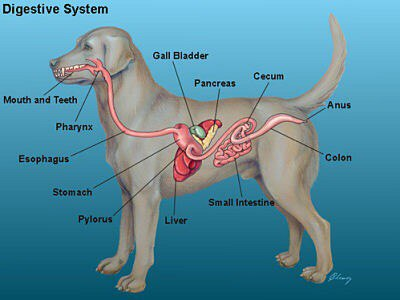 Digestive System
Gall Bladder
Cecum
Pancreas
Mouth and Teeth
Anus
Pharynx
Esophagus
Colon
Stomach
Small Intestine
Pylorus
Liver